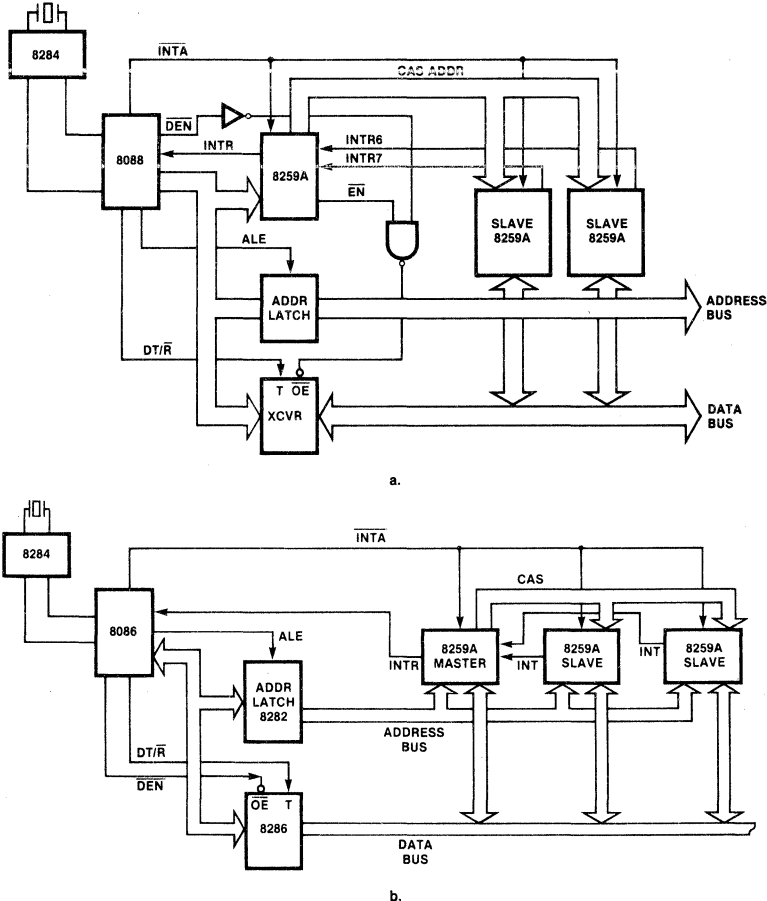 8284
INTA
CAS ADDR
DEN
8088
INTR
INTR6
INTR7
8259A
EN
SLAVE
8259A
SLAVE
8259A
ALE
ADDR
LATCH
ADDRESS
BUS
DT/R
T OE
XCVR
DATA
BUS
a.
8284
INTA
CAS
8086
ALE
INTR
8259A
MASTER
INT
8259A
SLAVE
INT
8259A
SLAVE
ADDR
LATCH
8282
ADDRESS
BUS
DT/R
DEN
OE T
8286
DATA
BUS
b.